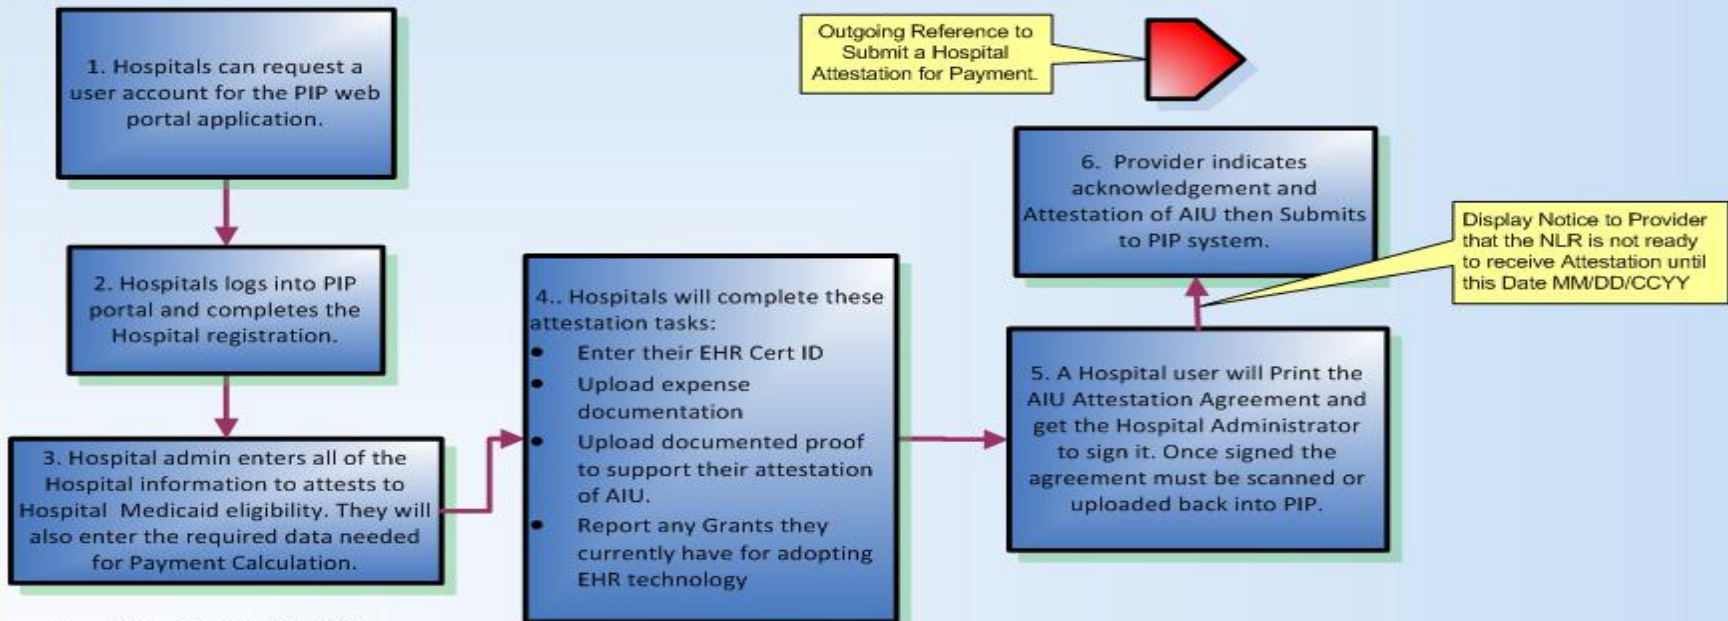 1. Hospitals can request a
user account for the PIP web
portal application.
2. Hospitals logs into PIP
portal and completes the
Hospital registration.
3. Hospital admin enters all of the
Hospital information to attests to
Hospital Medicaid eligibility. They will
also enter the required data needed
for Payment Calculation.
4.. Hospitals will complete these
attestation tasks:
• Enter their EHR Cert ID
• Upload expense
documentation
• Upload documented proof
to support their attestation
of AIU.
• Report any Grants they
currently have for adopting
EHR technology
5. A Hospital user will Print the
AIU Attestation Agreement and
get the Hospital Administrator
to sign it. Once signed the
agreement must be scanned or
uploaded back into PIP.
Display Notice to Provider
that the NLR is not ready
to receive Attestation until
this Date MM/DD/CCYY
6. Provider indicates
acknowledgement and
Attestation of AIU then Submits
to PIP system.
Outgoing Reference to
Submit a Hospital
Attestation for Payment.